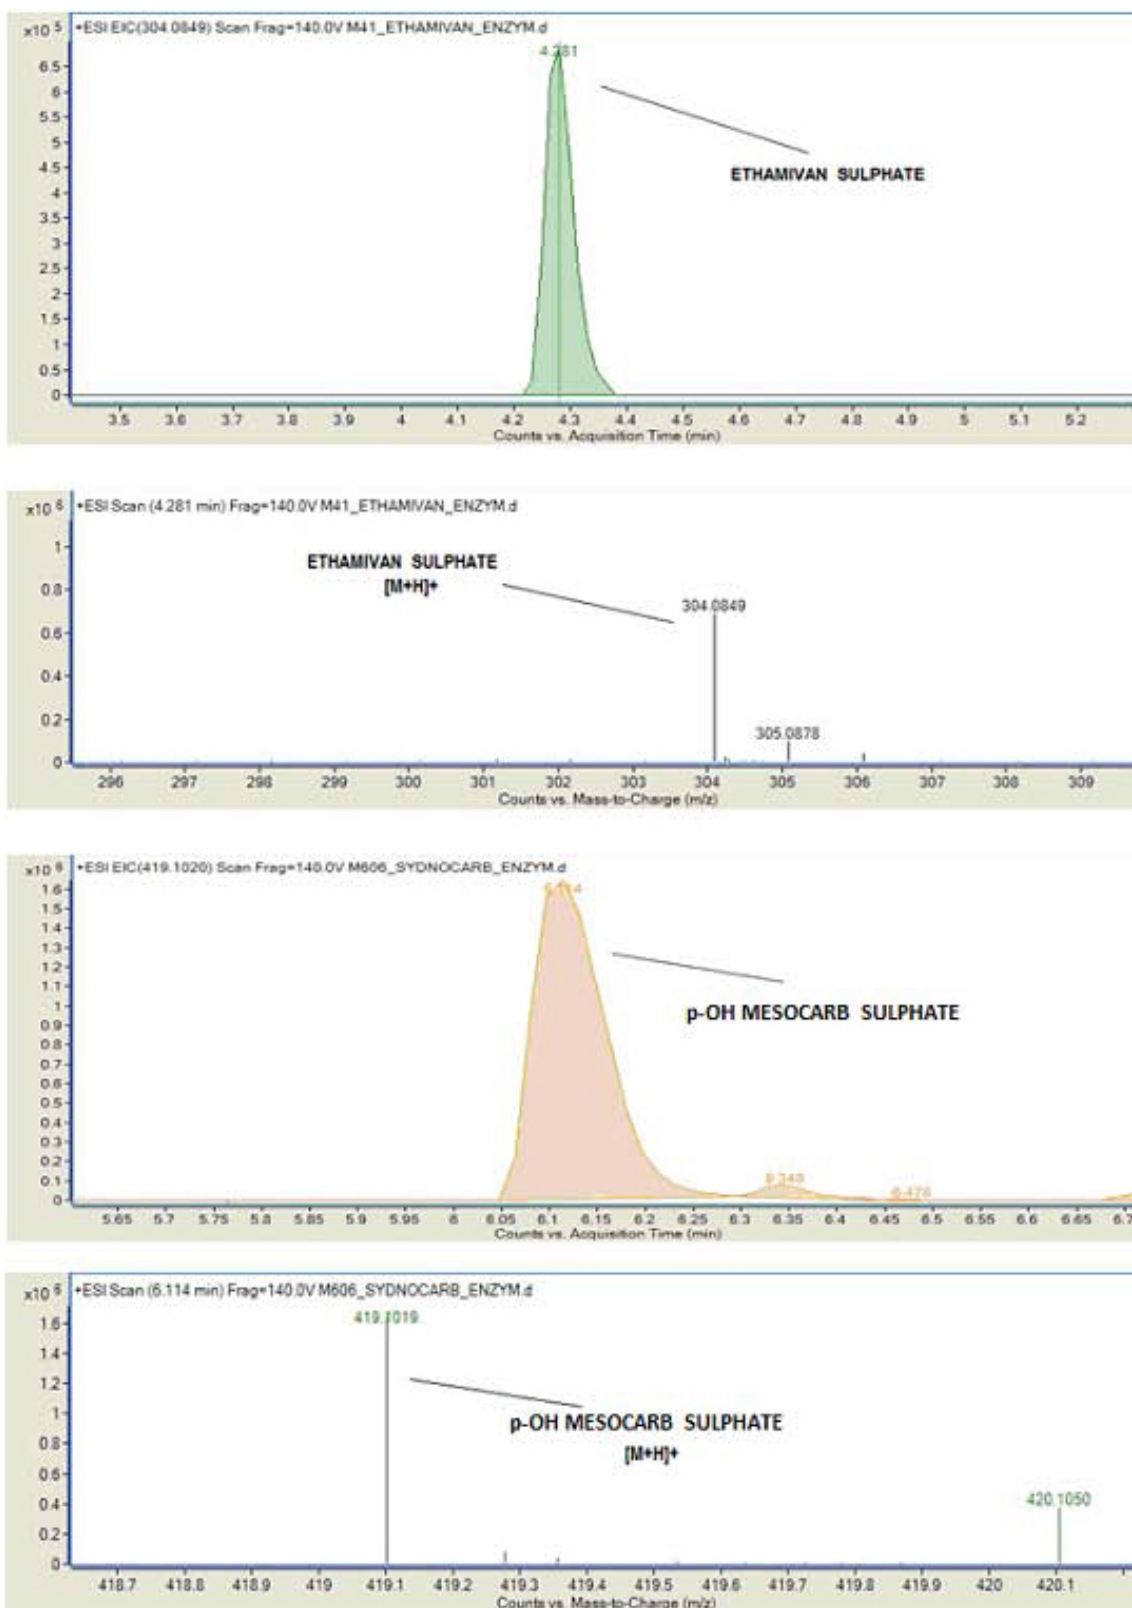 x10 5 +ESI EIC(304.0849) Scan Frag=140.0V M41_ETHAMIVAN_ENZYM.d
4.281
6.5
6
5.5
5
4.5
4
3.5
3
2.5
2
1.5
1
0.5
0
ETHAMIVAN SULPHATE
3.5 3.6 3.7 3.8 3.9 4 4.1 4.2 4.3 4.4 4.5 4.6 4.7 4.8 4.9 5 5.1 5.2
Counts vs. Acquisition Time (min)
x10 6 +ESI Scan (4.281 min) Frag=140.0V M41_ETHAMIVAN_ENZYM.d
1
0.8
0.6
0.4
0.2
0
ETHAMIVAN SULPHATE
[M+H]+
304.0849
305.0878
296 297 298 299 300 301 302 303 304 305 306 307 308 309
Counts vs. Mass-to-Charge (m/z)
x10 6 +ESI EIC(419.1020) Scan Frag=140.0V M606_SYDNOCARB_ENZYM.d
6.114
1.6
1.5
1.4
1.3
1.2
1.1
1
0.9
0.8
0.7
0.6
0.5
0.4
0.3
0.2
0.1
0
p-OH MESOCARB SULPHATE
6.478
5.65 5.7 5.75 5.8 5.85 5.9 5.95 6 6.05 6.1 6.15 6.2 6.25 6.3 6.35 6.4 6.45 6.5 6.55 6.6 6.65
Counts vs. Acquisition Time (min)
x10 6 +ESI Scan (6.114 min) Frag=140.0V M606_SYDNOCARB_ENZYM.d
419.1019
1.6
1.4
1.2
1
0.8
0.6
0.4
0.2
0
p-OH MESOCARB SULPHATE
[M+H]+
420.1050
418.7 418.8 418.9 419 419.1 419.2 419.3 419.4 419.5 419.6 419.7 419.8 419.9 420 420.1
Counts vs. Mass-to-Charge (m/z)